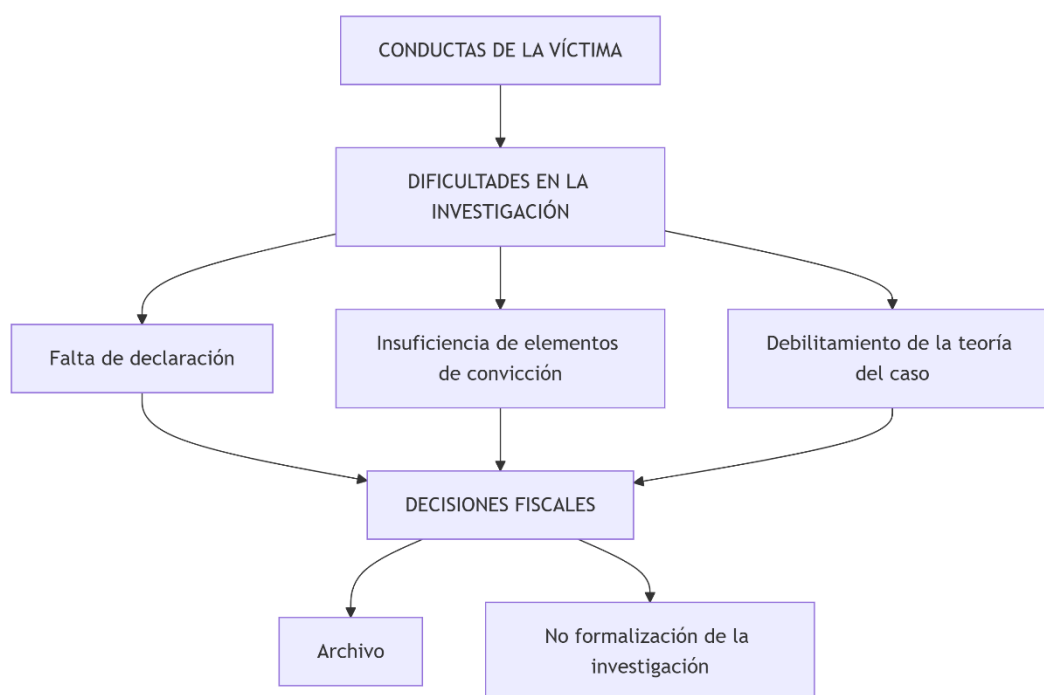 CONDUCTAS DE LA VÍCTIMA
DIFICULTADES EN LA
INVESTIGACIÓN
Falta de declaración
Insuficiencia de elementos
de convicción
Debilitamiento de la teoría
del caso
DECISIONES FISCALES
Archivo
No formalización de la
investigación